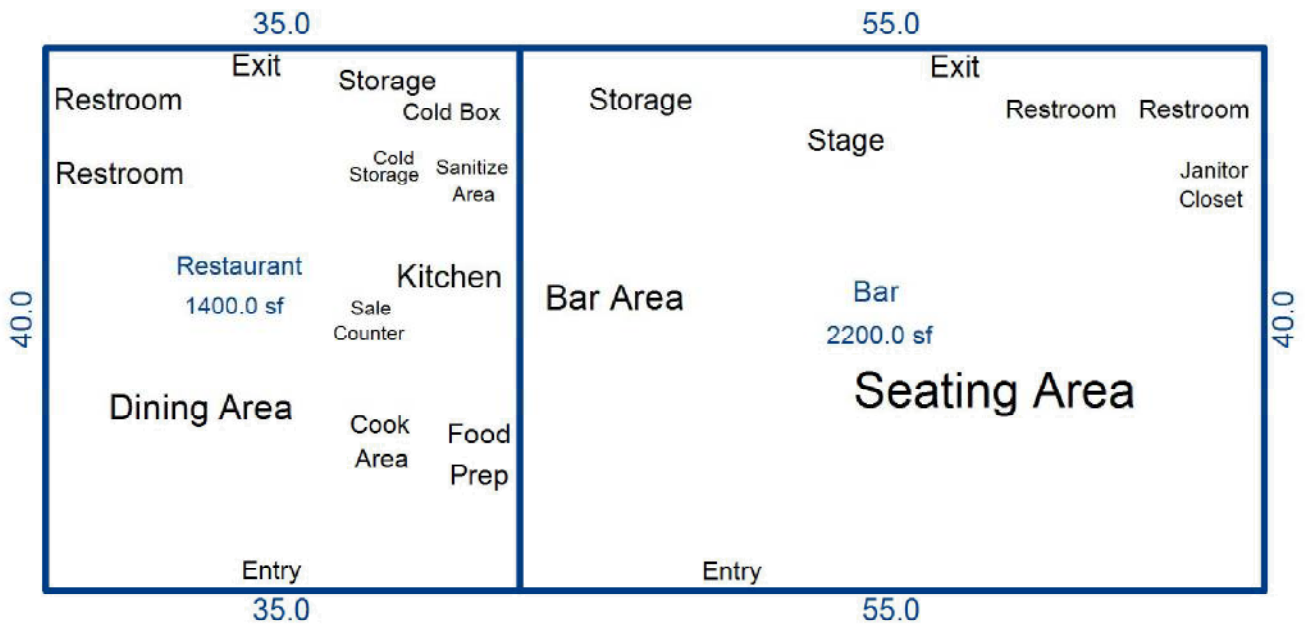 35.0
55.0
Exit
Storage
Restroom
Cold Box
Exit
Storage
Restroom
Restroom
Stage
Restroom
Cold
Storage
Sanitize
Area
Janitor
Closet
Restaurant
1400.0 sf
Kitchen
Sale
Counter
Bar Area
Bar
2200.0 sf
40.0
40.0
Seating Area
Dining Area
Cook
Area
Food
Prep
Entry
Entry
35.0
55.0